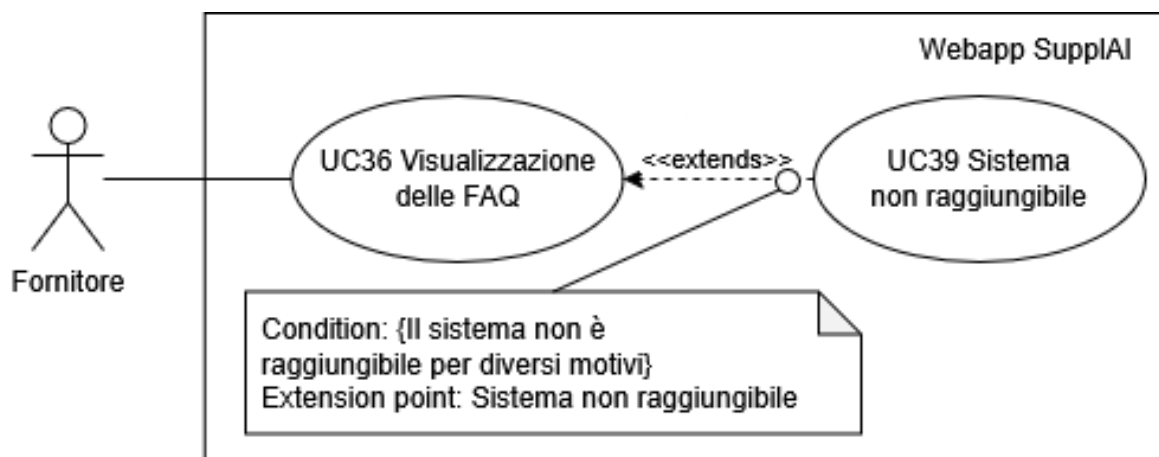 Webapp SupplAI
UC36 Visualizzazione
delle FAQ
<<extends>>
UC39 Sistema
non raggiungibile
Fornitore
Condition: {Il sistema non è
raggiungibile per diversi motivi}
Extension point: Sistema non raggiungibile